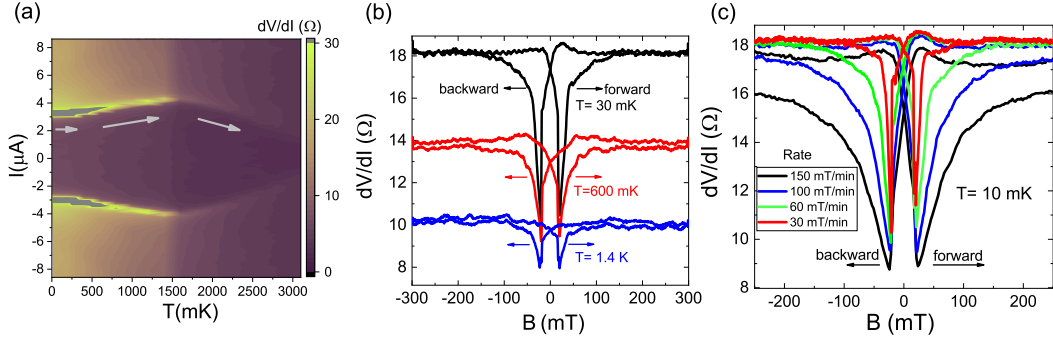 (a)
dV/dI (Ω)
8
6
4
2
0
-2
-4
-6
-8
I(μA)
0 500 1000 1500 2000 2500 3000
T(mK)
30
20
10
0
(b)
18
16
14
12
10
8
dV/dI (Ω)
backward
forward
T= 30 mK
T=600 mK
T= 1.4 K
-300 -200 -100 0 100 200 300
B (mT)
(c)
18
16
14
12
10
8
dV/dI (Ω)
Rate
150 mT/min
100 mT/min
60 mT/min
30 mT/min
T= 10 mK
backward
forward
-200 -100 0 100 200
B (mT)